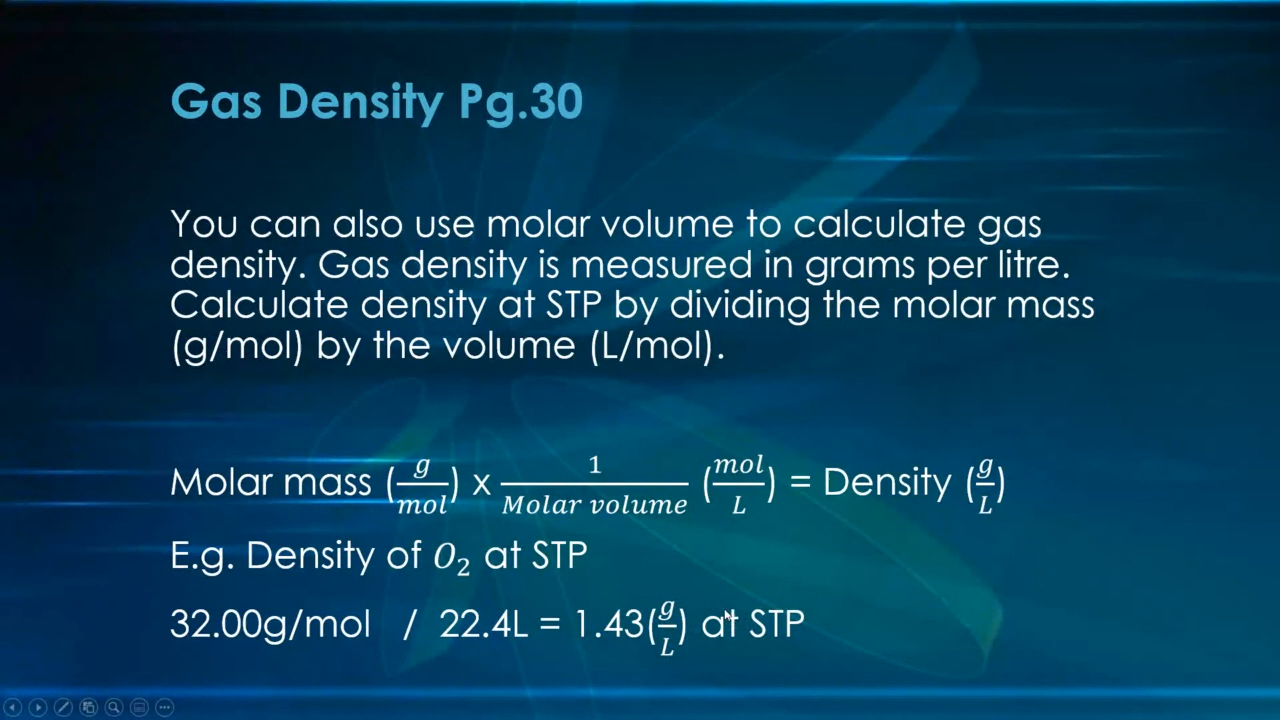 Gas Density Pg.30
You can also use molar volume to calculate gas
density. Gas density is measured in grams per litre.
Calculate density at STP by dividing the molar mass
(g/mol) by the volume (L/mol).
Molar mass (g/mol) x 1/Molar volume (mol/L) = Density (g/L)
E.g. Density of O₂ at STP
32.00g/mol / 22.4L = 1.43(g/L) at STP